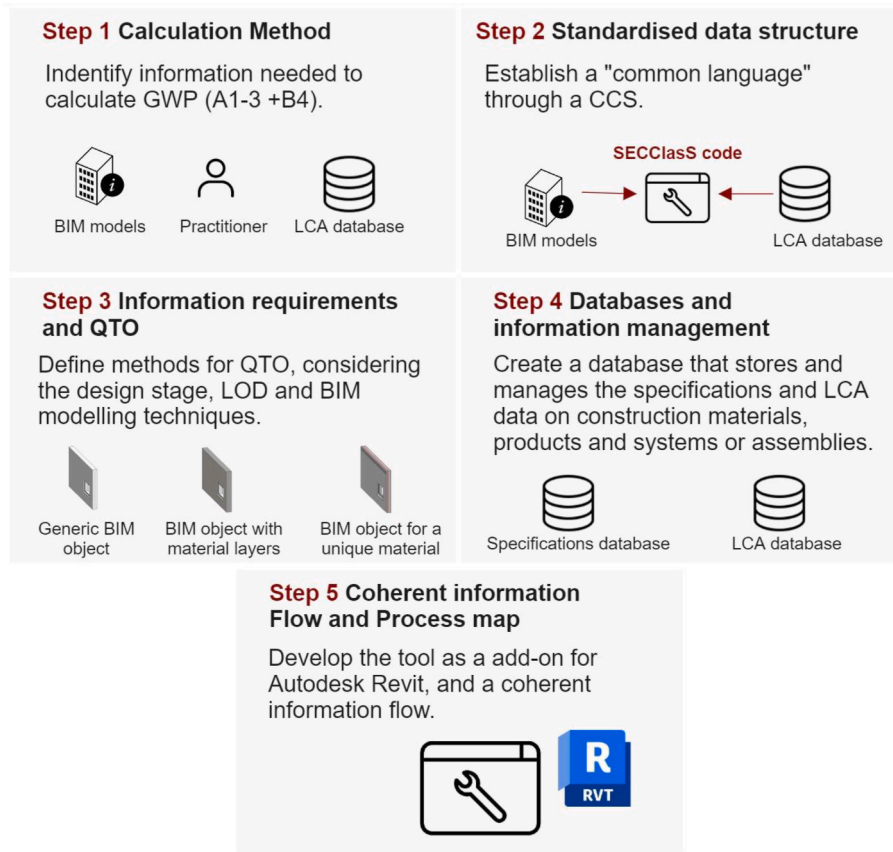 Step 1 Calculation Method
Indentify information needed to
calculate GWP (A1-3 +B4).
BIM models
Practitioner
LCA database
Step 2 Standardised data structure
Establish a "common language"
through a CCS.
SECClasS code
i
BIM models
LCA database
Step 3 Information requirements
and QTO
Define methods for QTO, considering
the design stage, LOD and BIM
modelling techniques.
Generic BIM
object
BIM object with
material layers
BIM object for a
unique material
Step 4 Databases and
information management
Create a database that stores and
manages the specifications and LCA
data on construction materials,
products and systems or assemblies.
Specifications database
LCA database
Step 5 Coherent information
Flow and Process map
Develop the tool as a add-on for
Autodesk Revit, and a coherent
information flow.
R
RVT